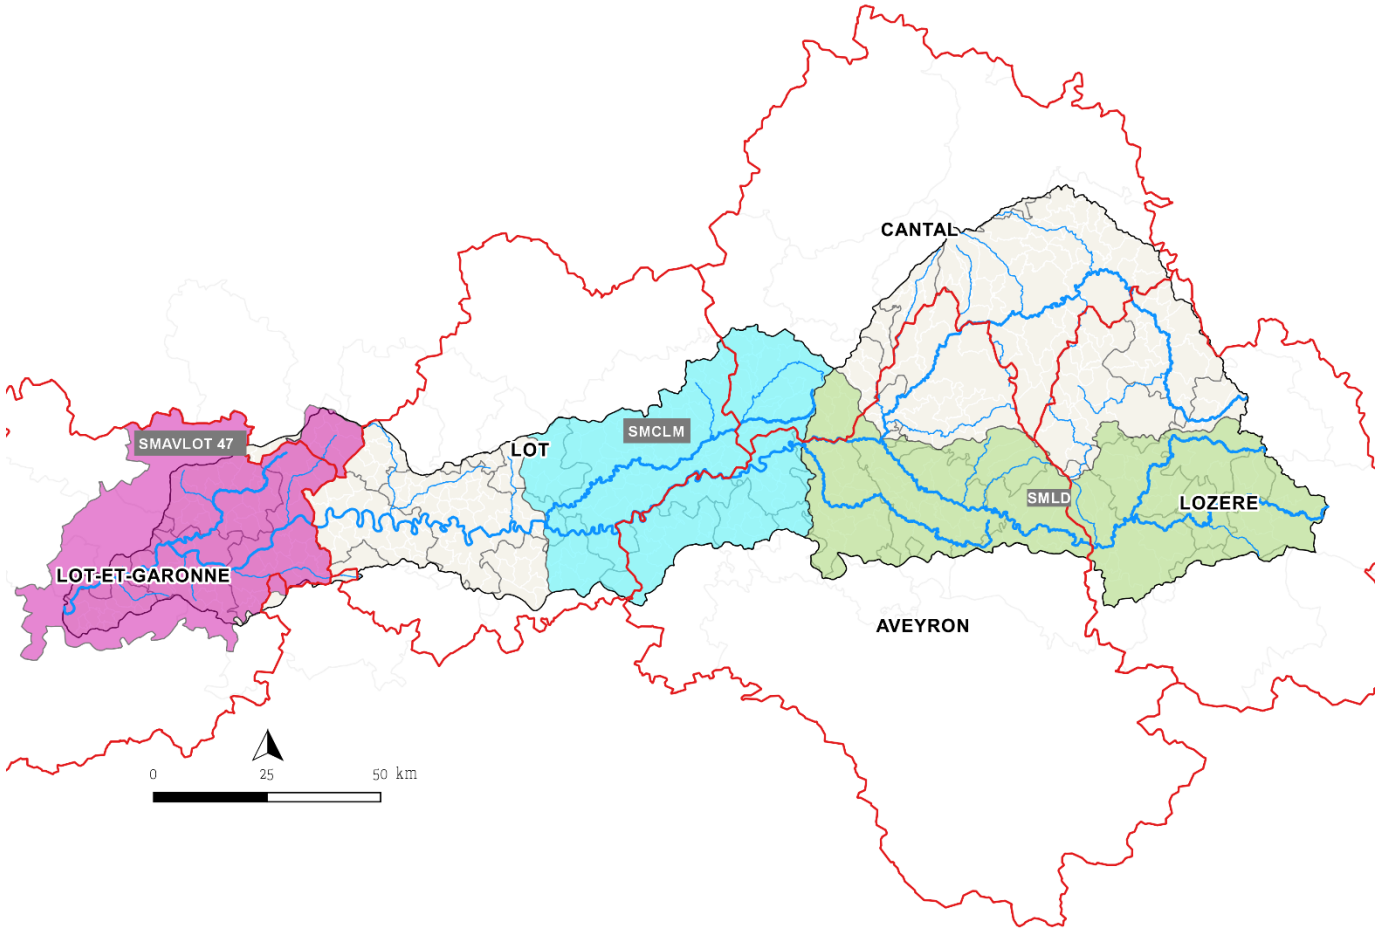 CANTAL
SMAVLOT 47
SMCLM
LOT
SMLD
LOZERE
LOT-ET-GARONNE
AVEYRON
0 25 50 km